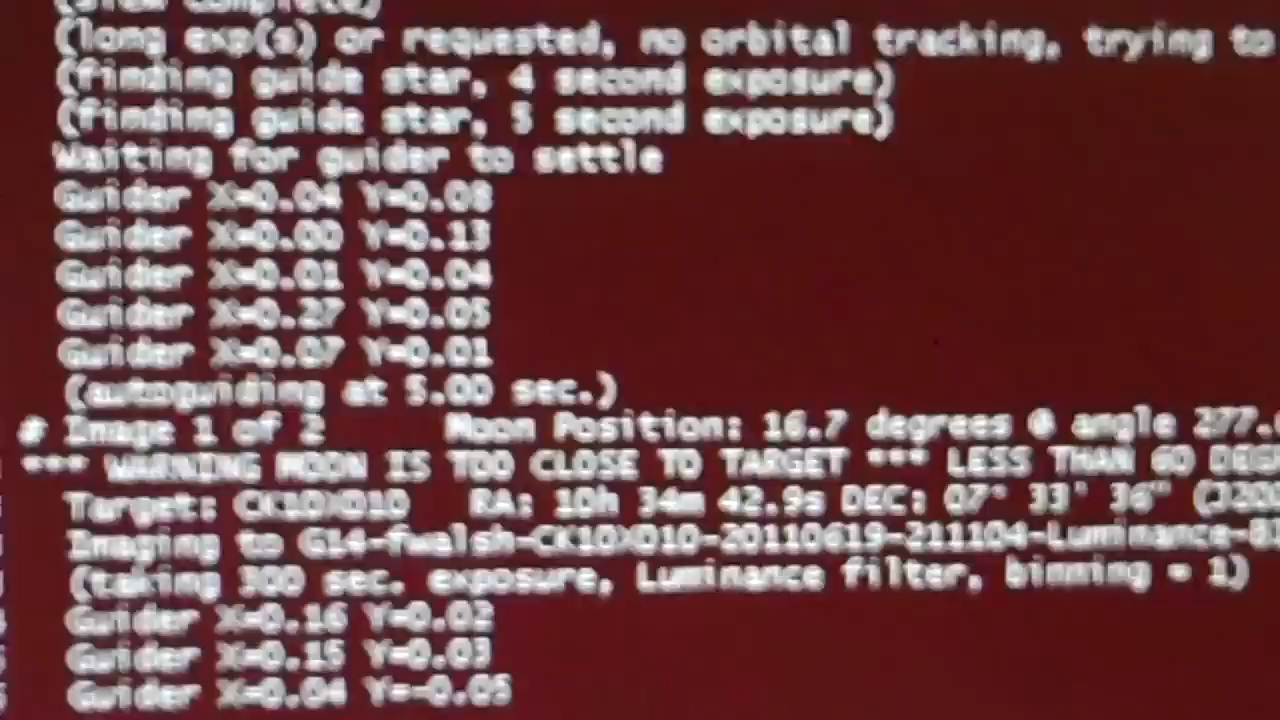 (slew complete)
(long exp(s) or requested, no orbital tracking, trying to
(finding guide star, 4 second exposure)
(finding guide star, 5 second exposure)
Waiting for guider to settle
Guider X=0.04 Y=0.08
Guider X=0.00 Y=0.13
Guider X=0.01 Y=0.04
Guider X=0.27 Y=0.05
Guider X=0.07 Y=0.01
(autoguiding at 5.00 sec.)
# Image 1 of 2 Moon Position: 16.7 degrees @ angle 277.
*** WARNING MOON IS TOO CLOSE TO TARGET *** LESS THAN 60 DEG
Target: CK10X010 RA: 10h 34m 42.9s DEC: 07° 33' 36" (J200
Imaging to G14-fwalsh-CK10X010-20110619-211104-Luminance-B
(taking 300 sec. exposure, Luminance filter, binning = 1)
Guider X=0.16 Y=0.02
Guider X=0.15 Y=0.03
Guider X=0.04 Y=-0.05